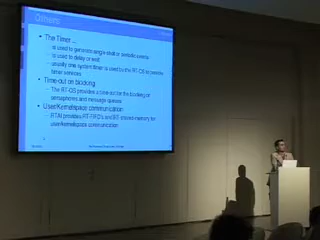 Others
• The Timer ...
– is used to generate single-shot or periodic events
– is used to delay or wait
– usually one system timer is used by the RT-OS to provide
timer services
• Time-out on blocking
– The RT-OS provides a time-out for the blocking on
semaphores and message queues
• User/Kernelspace communication
– RTAI provides RT-FIFO's and RT shared memory for
user/kernelspace communication